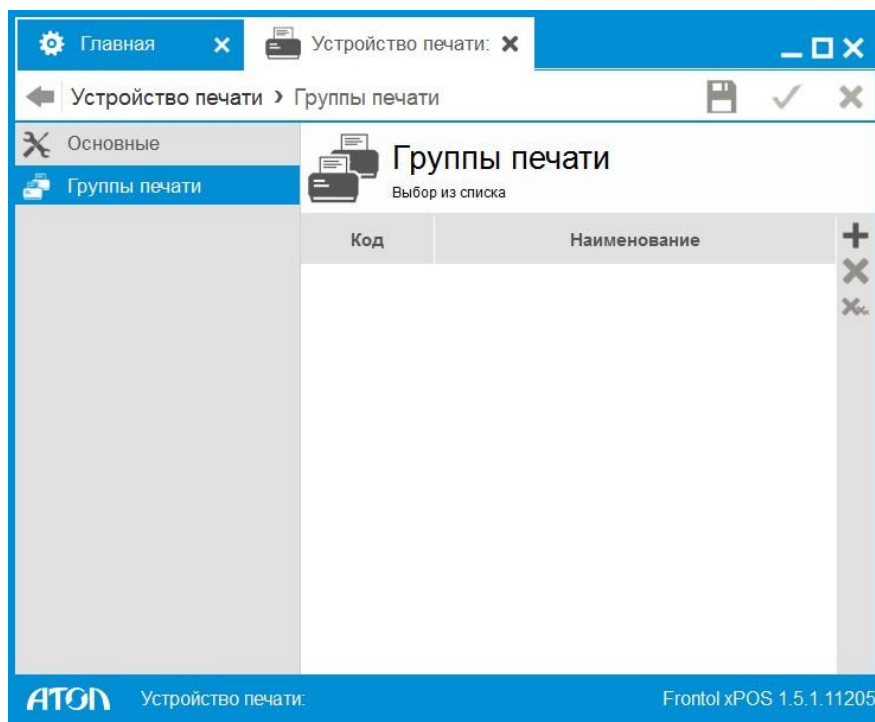 Главная
Устройство печати:
Устройство печати › Группы печати
Основные
Группы печати
Группы печати
Выбор из списка
Код Наименование
АТОЛ Устройство печати: Frontol xPOS 1.5.1.11205